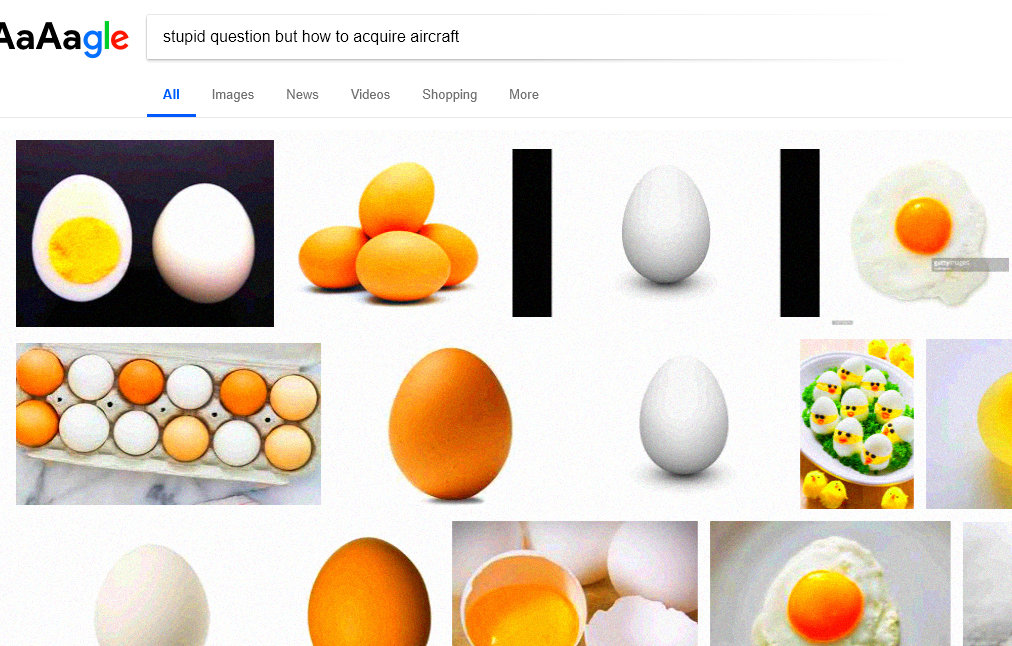 AaAagle
stupid question but how to acquire aircraft
All Images News Videos Shopping More
gettyimages